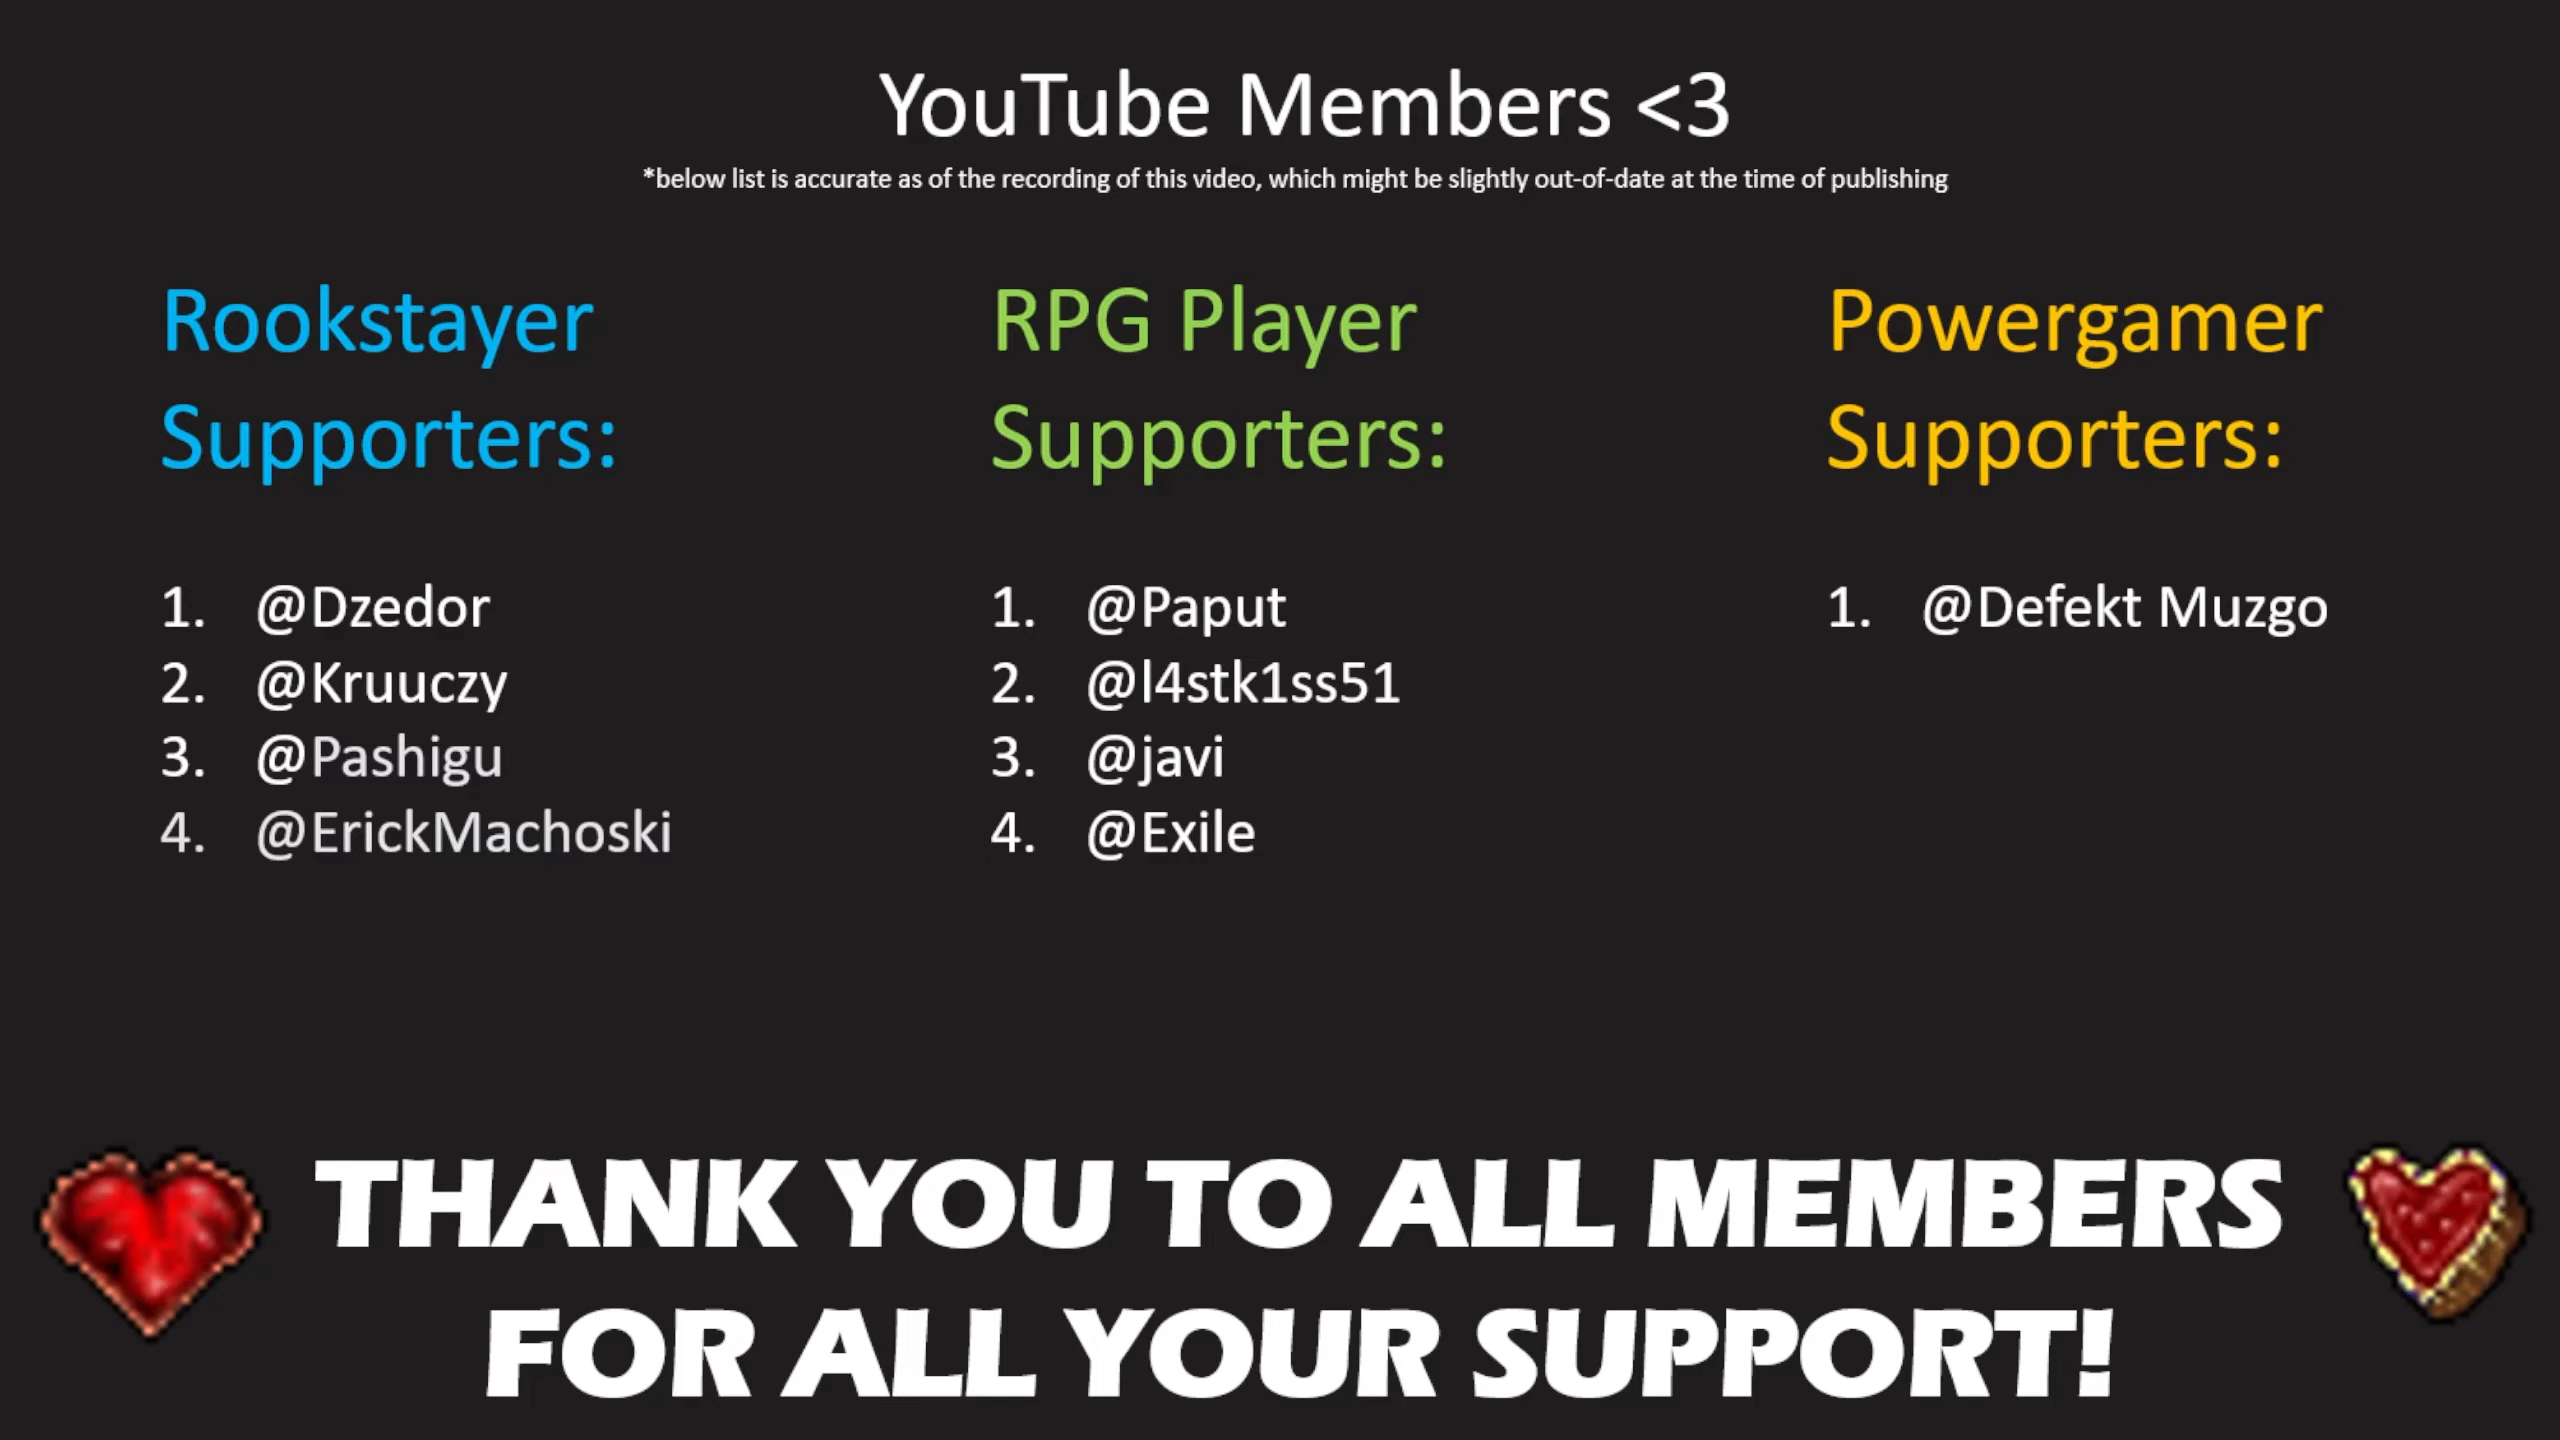 YouTube Members <3
*below list is accurate as of the recording of this video, which might be slightly out-of-date at the time of publishing
Rookstayer
Supporters:
1. @Dzedor
2. @Kruuczy
3. @Pashigu
4. @ErickMachoski
RPG Player
Supporters:
1. @Paput
2. @l4stk1ss51
3. @javi
4. @Exile
Powergamer
Supporters:
1. @Defekt Muzgo
THANK YOU TO ALL MEMBERS
FOR ALL YOUR SUPPORT!